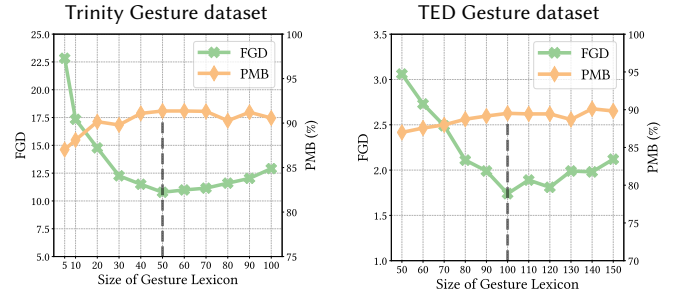 Trinity Gesture dataset
TED Gesture dataset
25.0
22.5
20.0
17.5
15.0
12.5
10.0
7.5
5.0
FGD
FGD
PMB
100
95
90
85
80
75
PMB (%)
5 10 20 30 40 50 60 70 80 90 100
Size of Gesture Lexicon
3.5
3.0
2.5
2.0
1.5
1.0
FGD
FGD
PMB
100
95
90
85
80
75
70
PMB (%)
50 60 70 80 90 100 110 120 130 140 150
Size of Gesture Lexicon